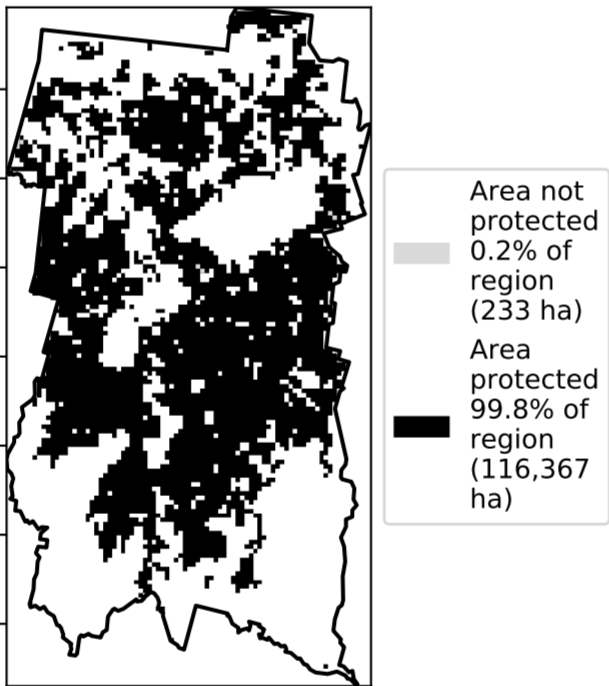 Area not
protected
0.2% of
region
(233 ha)
Area
protected
99.8% of
region
(116,367
ha)